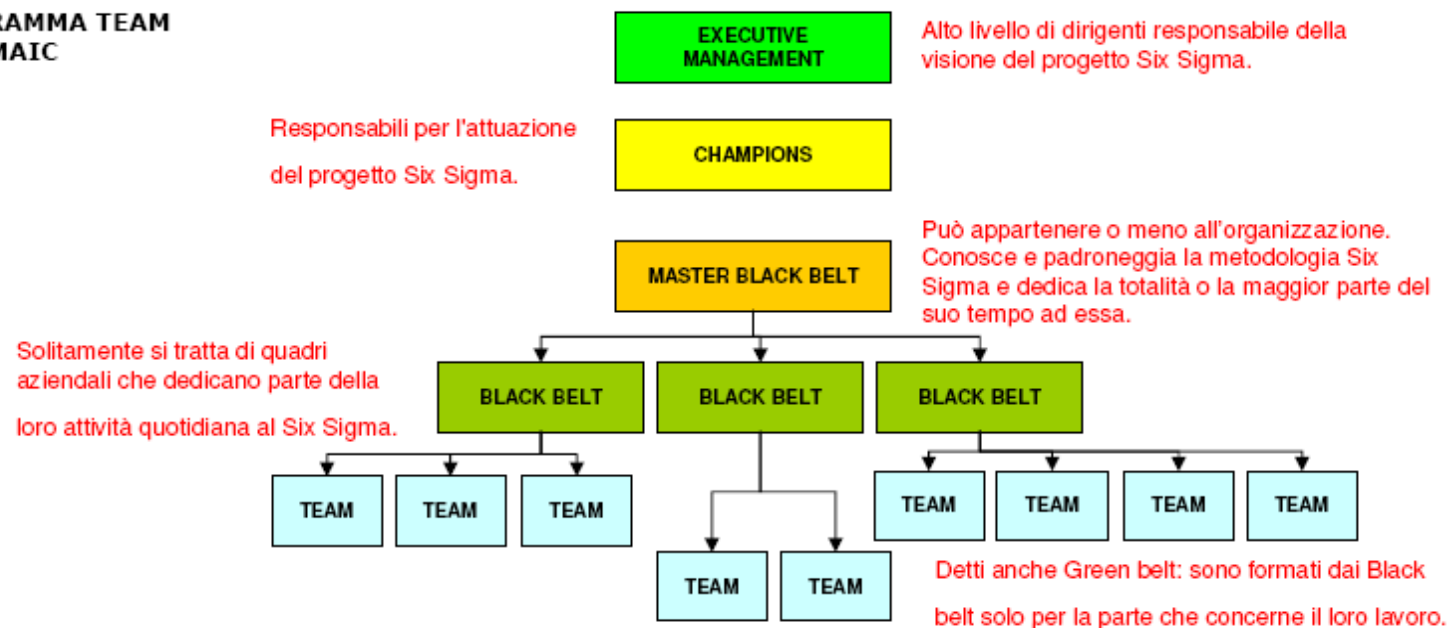 RAMMA TEAM
MAIC
EXECUTIVE
MANAGEMENT
Alto livello di dirigenti responsabile della
visione del progetto Six Sigma.
Responsabili per l'attuazione
del progetto Six Sigma.
CHAMPIONS
MASTER BLACK BELT
Può appartenere o meno all'organizzazione.
Conosce e padroneggia la metodologia Six
Sigma e dedica la totalità o la maggior parte del
suo tempo ad essa.
Solitamente si tratta di quadri
aziendali che dedicano parte della
loro attività quotidiana al Six Sigma.
BLACK BELT
BLACK BELT
BLACK BELT
TEAM
TEAM
TEAM
TEAM
TEAM
TEAM
TEAM
TEAM
TEAM
Detti anche Green belt: sono formati dai Black
belt solo per la parte che concerne il loro lavoro.